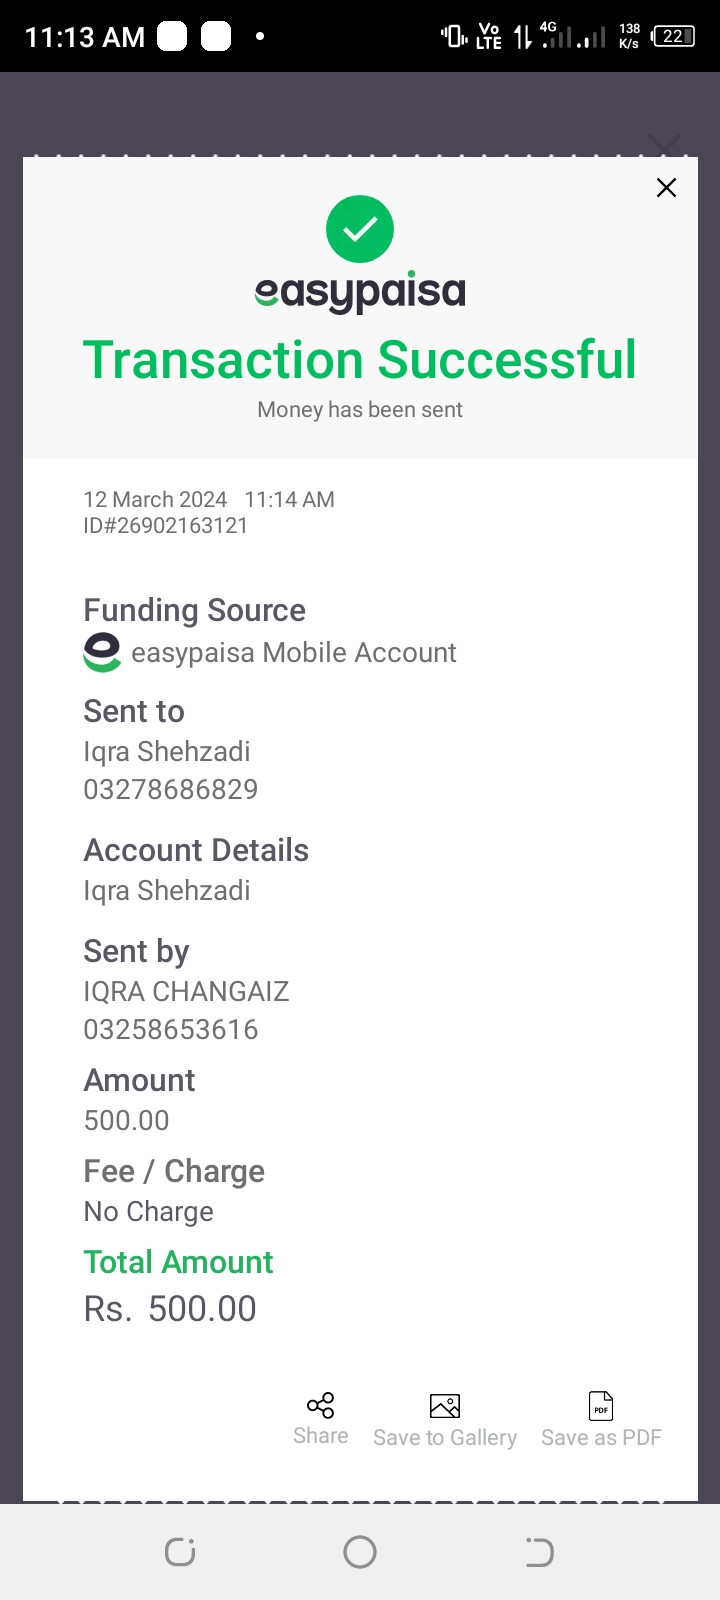 11:13 AM
Vo LTE 4G 138 K/s 22
easypaisa
Transaction Successful
Money has been sent
12 March 2024 11:14 AM
ID#26902163121
Funding Source
easypaisa Mobile Account
Sent to
Iqra Shehzadi
03278686829
Account Details
Iqra Shehzadi
Sent by
IQRA CHANGAIZ
03258653616
Amount
500.00
Fee / Charge
No Charge
Total Amount
Rs. 500.00
PDF
Share Save to Gallery Save as PDF